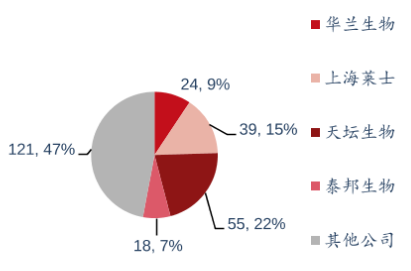 华兰生物
24, 9%
上海莱士
39, 15%
天坛生物
121, 47%
泰邦生物
55, 22%
18, 7%
其他公司